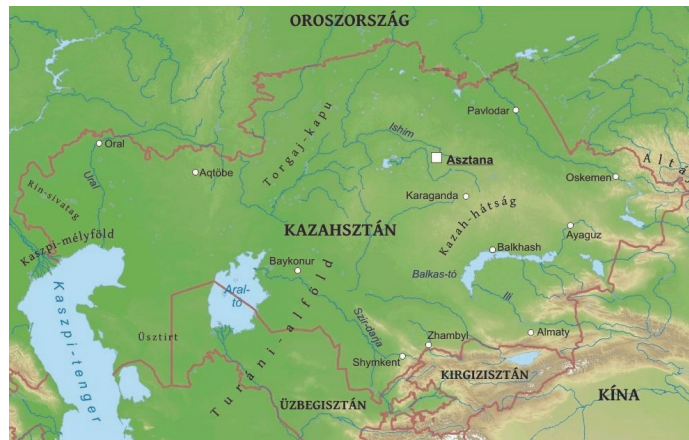 OROSZORSZÁG
Pavlodar
Torgaj-kapu
Ishim
Oral
Asztana
Altaj
Aqtöbe
Ural
Oskemen
Rin-sivatag
Karaganda
Kazah-hátság
KAZAHSZTÁN
Ayaguz
Kaszpi-mélyföld
Balkhash
Baykonur
Balkas-tó
Aral-
tó
Ili
Kaszpi-tenger
Szir-darja
Üsztirt
Turáni-alföld
Zhambyl
Almaty
Shymkent
KIRGIZISZTÁN
ÜZBEGISZTÁN
KÍNA